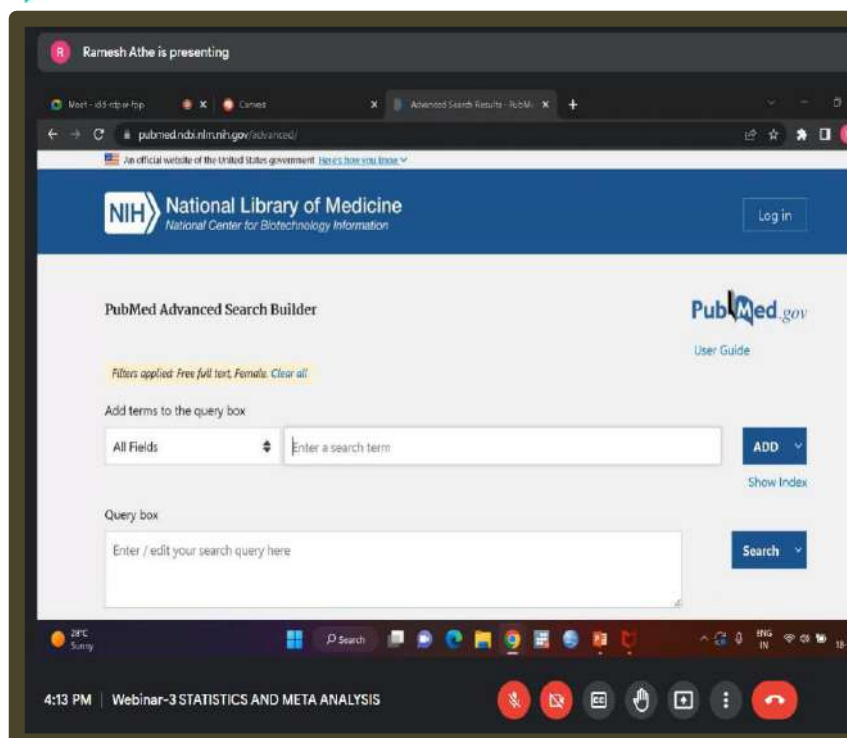 R Ramesh Athe is presenting
Meet - Canvas Advanced Search Results - PubM
pubmed.ncbi.nlm.nih.gov/advanced/
An official website of the United States government Here's how you know
NIH National Library of Medicine
National Center for Biotechnology Information
Log in
PubMed Advanced Search Builder
PubMed.gov
User Guide
Filters applied: Free full text, Female. Clear all
Add terms to the query box
All Fields Enter a search term ADD
Show Index
Query box
Enter / edit your search query here Search
28°C
Sunny
Search
ENG
IN
18-
4:13 PM | Webinar-3 STATISTICS AND META ANALYSIS